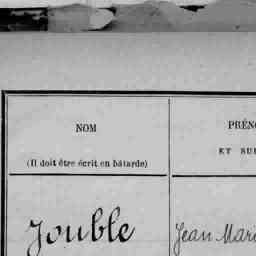 NOM
PRÉN
ET SU
(Il doit être écrit en bâtarde)
Jouble
Jean Mari